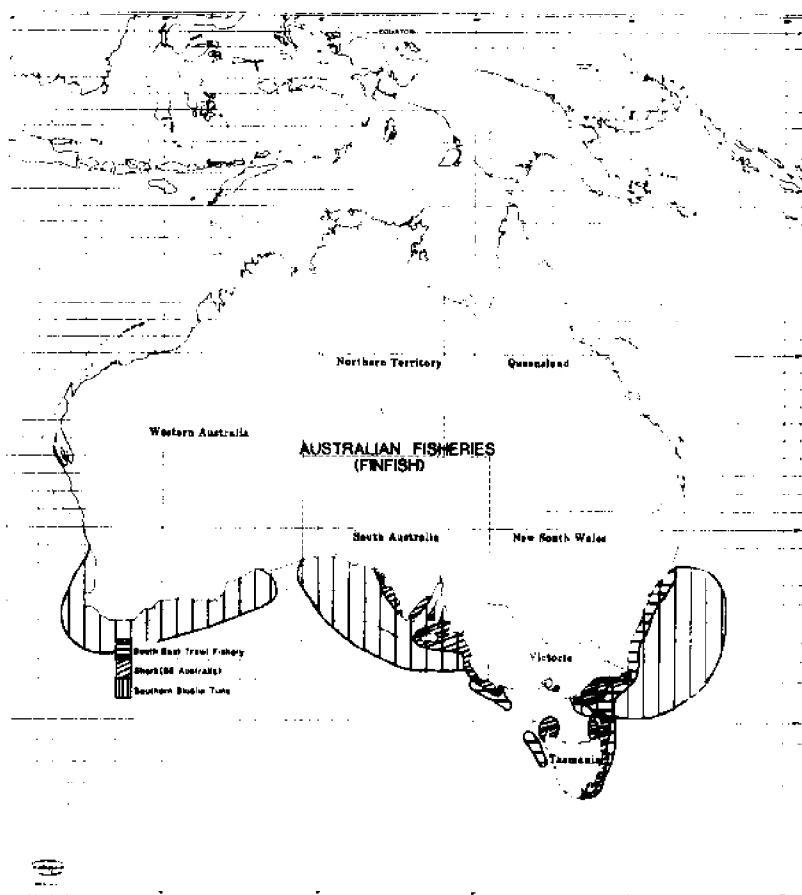 EQUATOR
Northern Territory
Queensland
Western Australia
AUSTRALIAN FISHERIES
(FINFISH)
South Australia
New South Wales
Victoria
South East Trawl Fishery
Shark (SE Australia)
Southern Bluefin Tuna
Tasmania